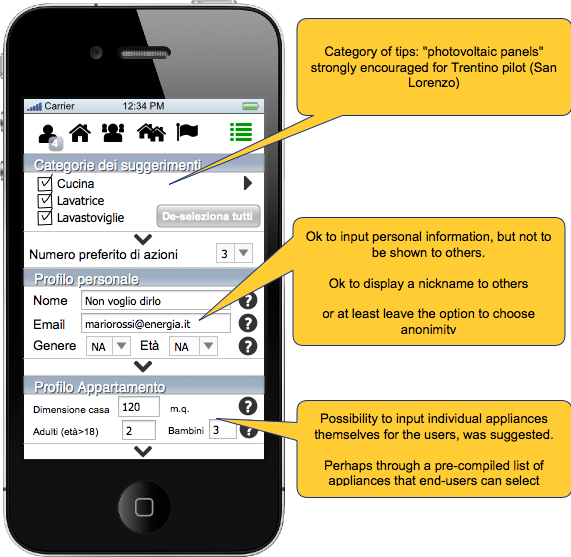 Carrier 12:34 PM
4
Categorie dei suggerimenti
Cucina
Lavatrice
Lavastoviglie De-seleziona tutti
Numero preferito di azioni 3
Profilo personale
Nome Non voglio dirlo ?
Email mariorossi@energia.it ?
Genere NA Età NA ?
Profilo Appartamento
Dimensione casa 120 m.q. ?
Adulti (età>18) 2 Bambini 3 ?
Category of tips: "photovoltaic panels"
strongly encouraged for Trentino pilot (San
Lorenzo)
Ok to input personal information, but not to
be shown to others.
Ok to display a nickname to others
or at least leave the option to choose
anonimity
Possibility to input individual appliances
themselves for the users, was suggested.
Perhaps through a pre-compiled list of
appliances that end-users can select